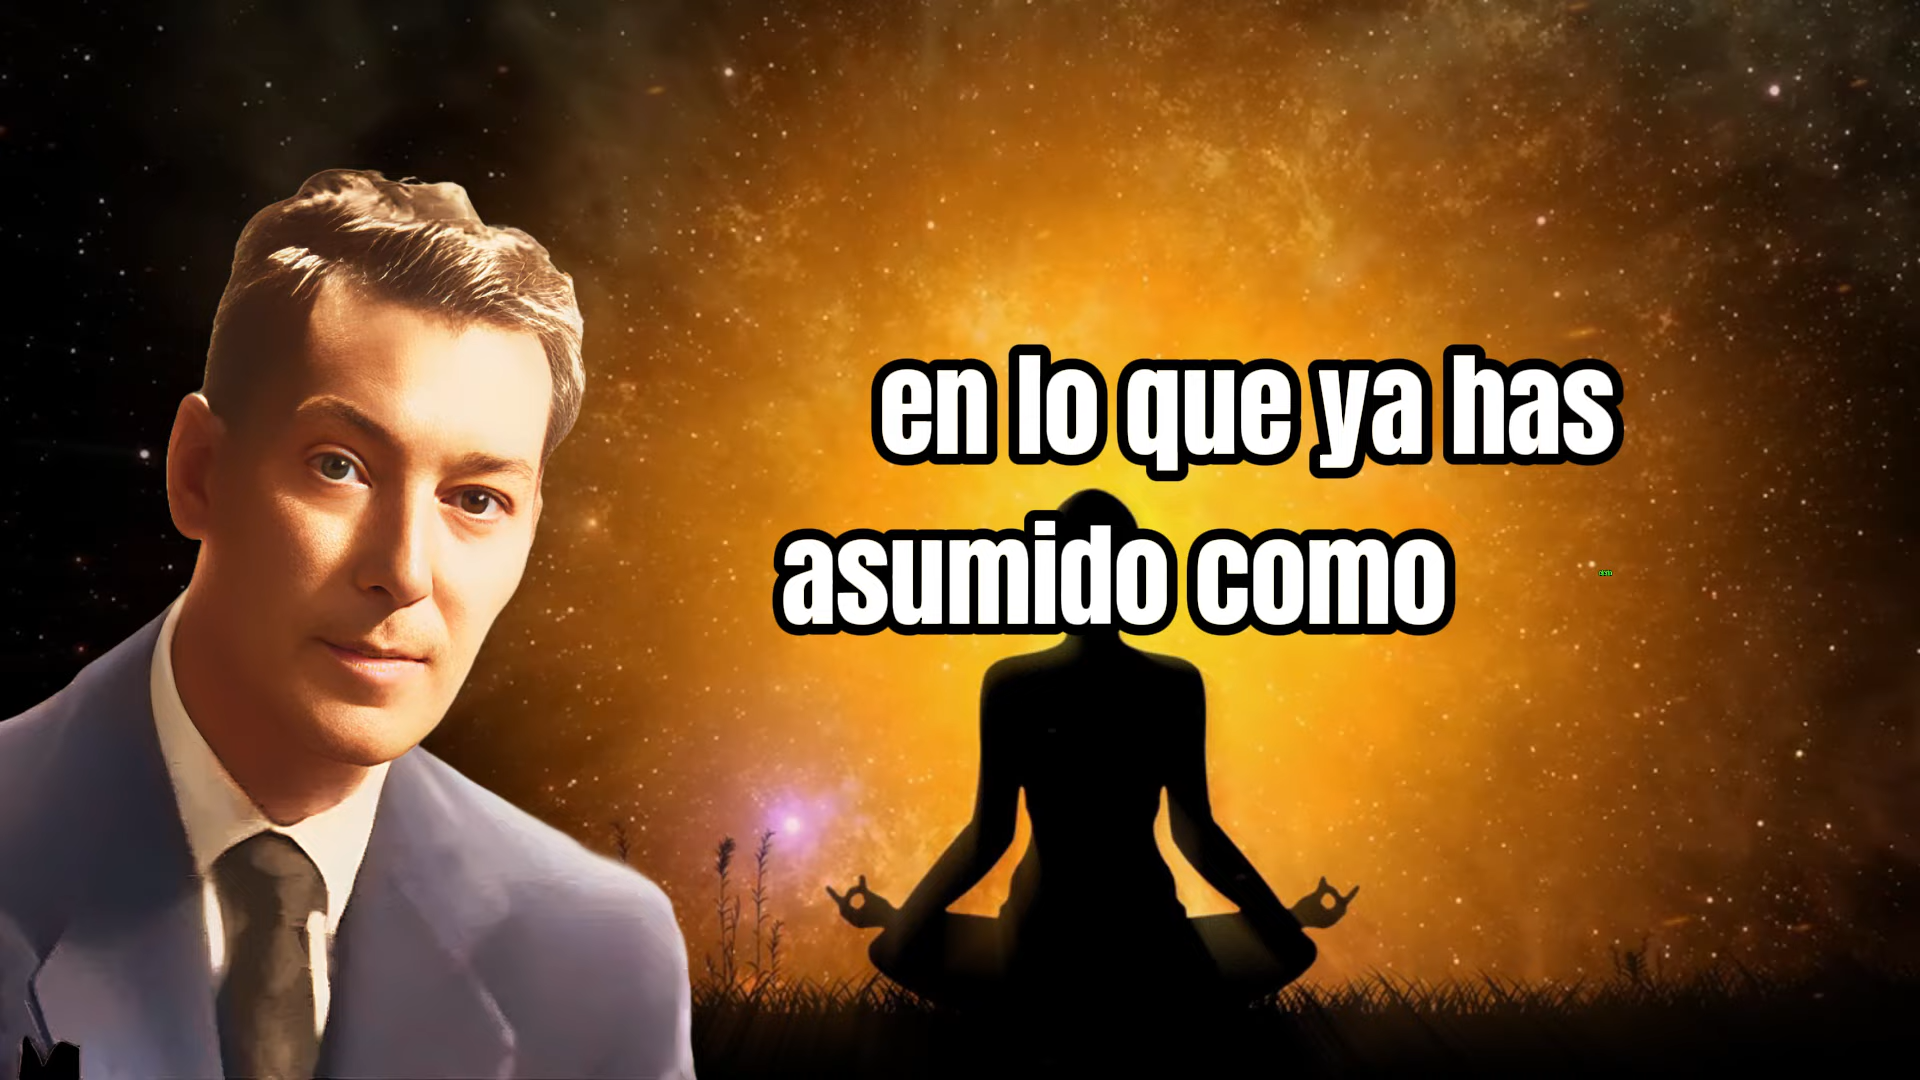 en lo que ya has
asumido como